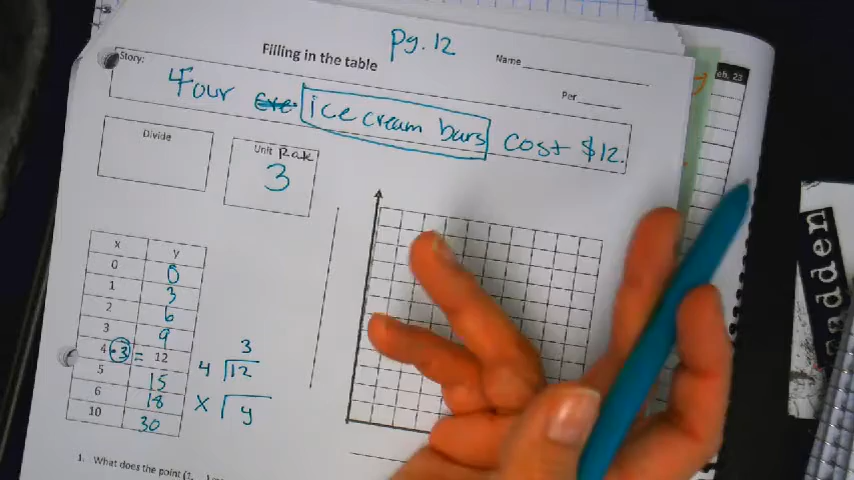 Filling in the table
pg. 12
Name
Story:
Four ice cream bars cost $12.
Per
Divide
Unit Rate
3
x y
0 0
1 3
2 6
3 9
4 ·3 = 12
5 15
6 18
10 30
3
4 12
x y
1. What does the point (1,
eb. 23
adden